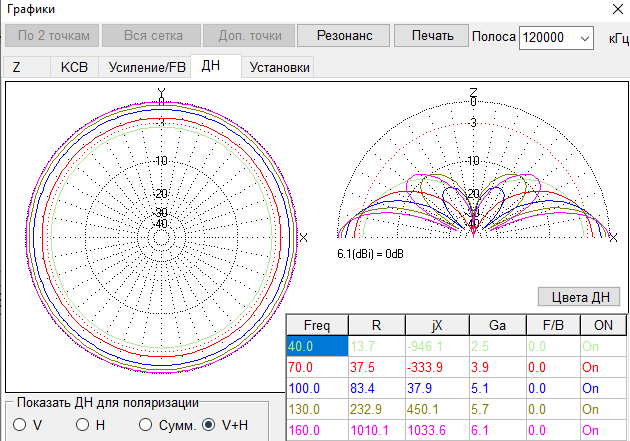 Графики
По 2 точкам Вся сетка Доп. точки Резонанс Печать Полоса 120000 кГц
Z КСВ Усиление/FB ДН Установки
Y
0
-3
-10
-20
-30
-40
X
Z
0
-3
-10
-20
-30
-40
X
6.1(dBi) = 0dB
Цвета ДН
Freq R jX Ga F/B ON
40.0 13.7 -946.1 2.5 0.0 On
70.0 37.5 -333.9 3.9 0.0 On
100.0 83.4 37.9 5.1 0.0 On
130.0 232.9 450.1 5.7 0.0 On
160.0 1010.1 1033.6 6.1 0.0 On
Показать ДН для поляризации
V H Сумм. V+H